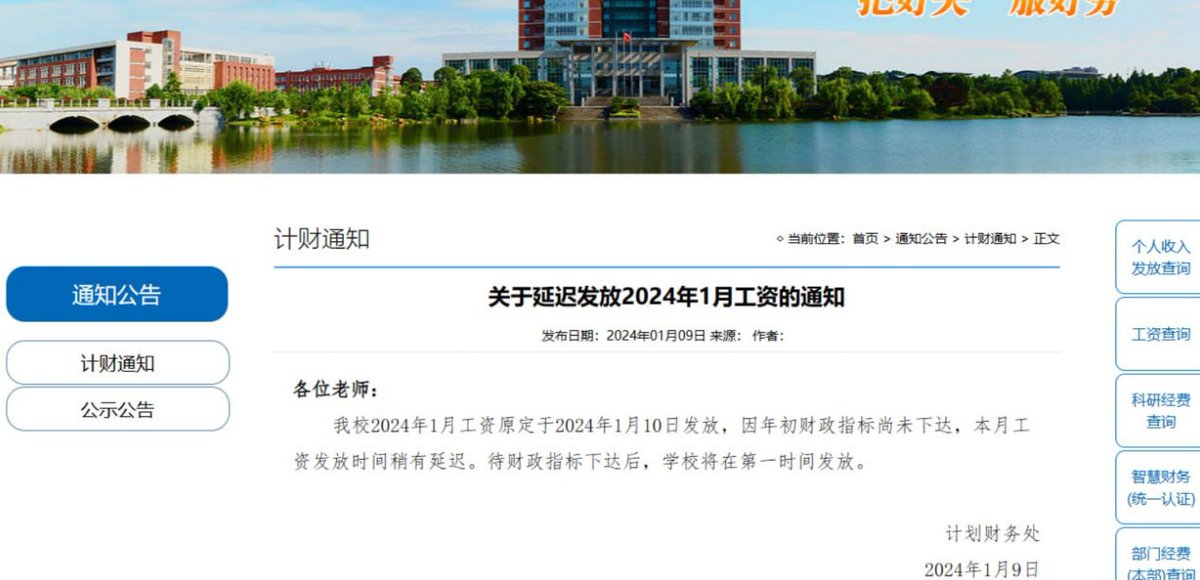 把好关 服好务
计财通知
当前位置：首页 > 通知公告 > 计财通知 > 正文
通知公告
计财通知
公示公告
关于延迟发放2024年1月工资的通知
发布日期：2024年01月09日 来源： 作者：
各位老师：
我校2024年1月工资原定于2024年1月10日发放，因年初财政指标尚未下达，本月工
资发放时间稍有延迟。待财政指标下达后，学校将在第一时间发放。
计划财务处
2024年1月9日
个人收入
发放查询
工资查询
科研经费
查询
智慧财务
(统一认证)
部门经费
(本部)查询